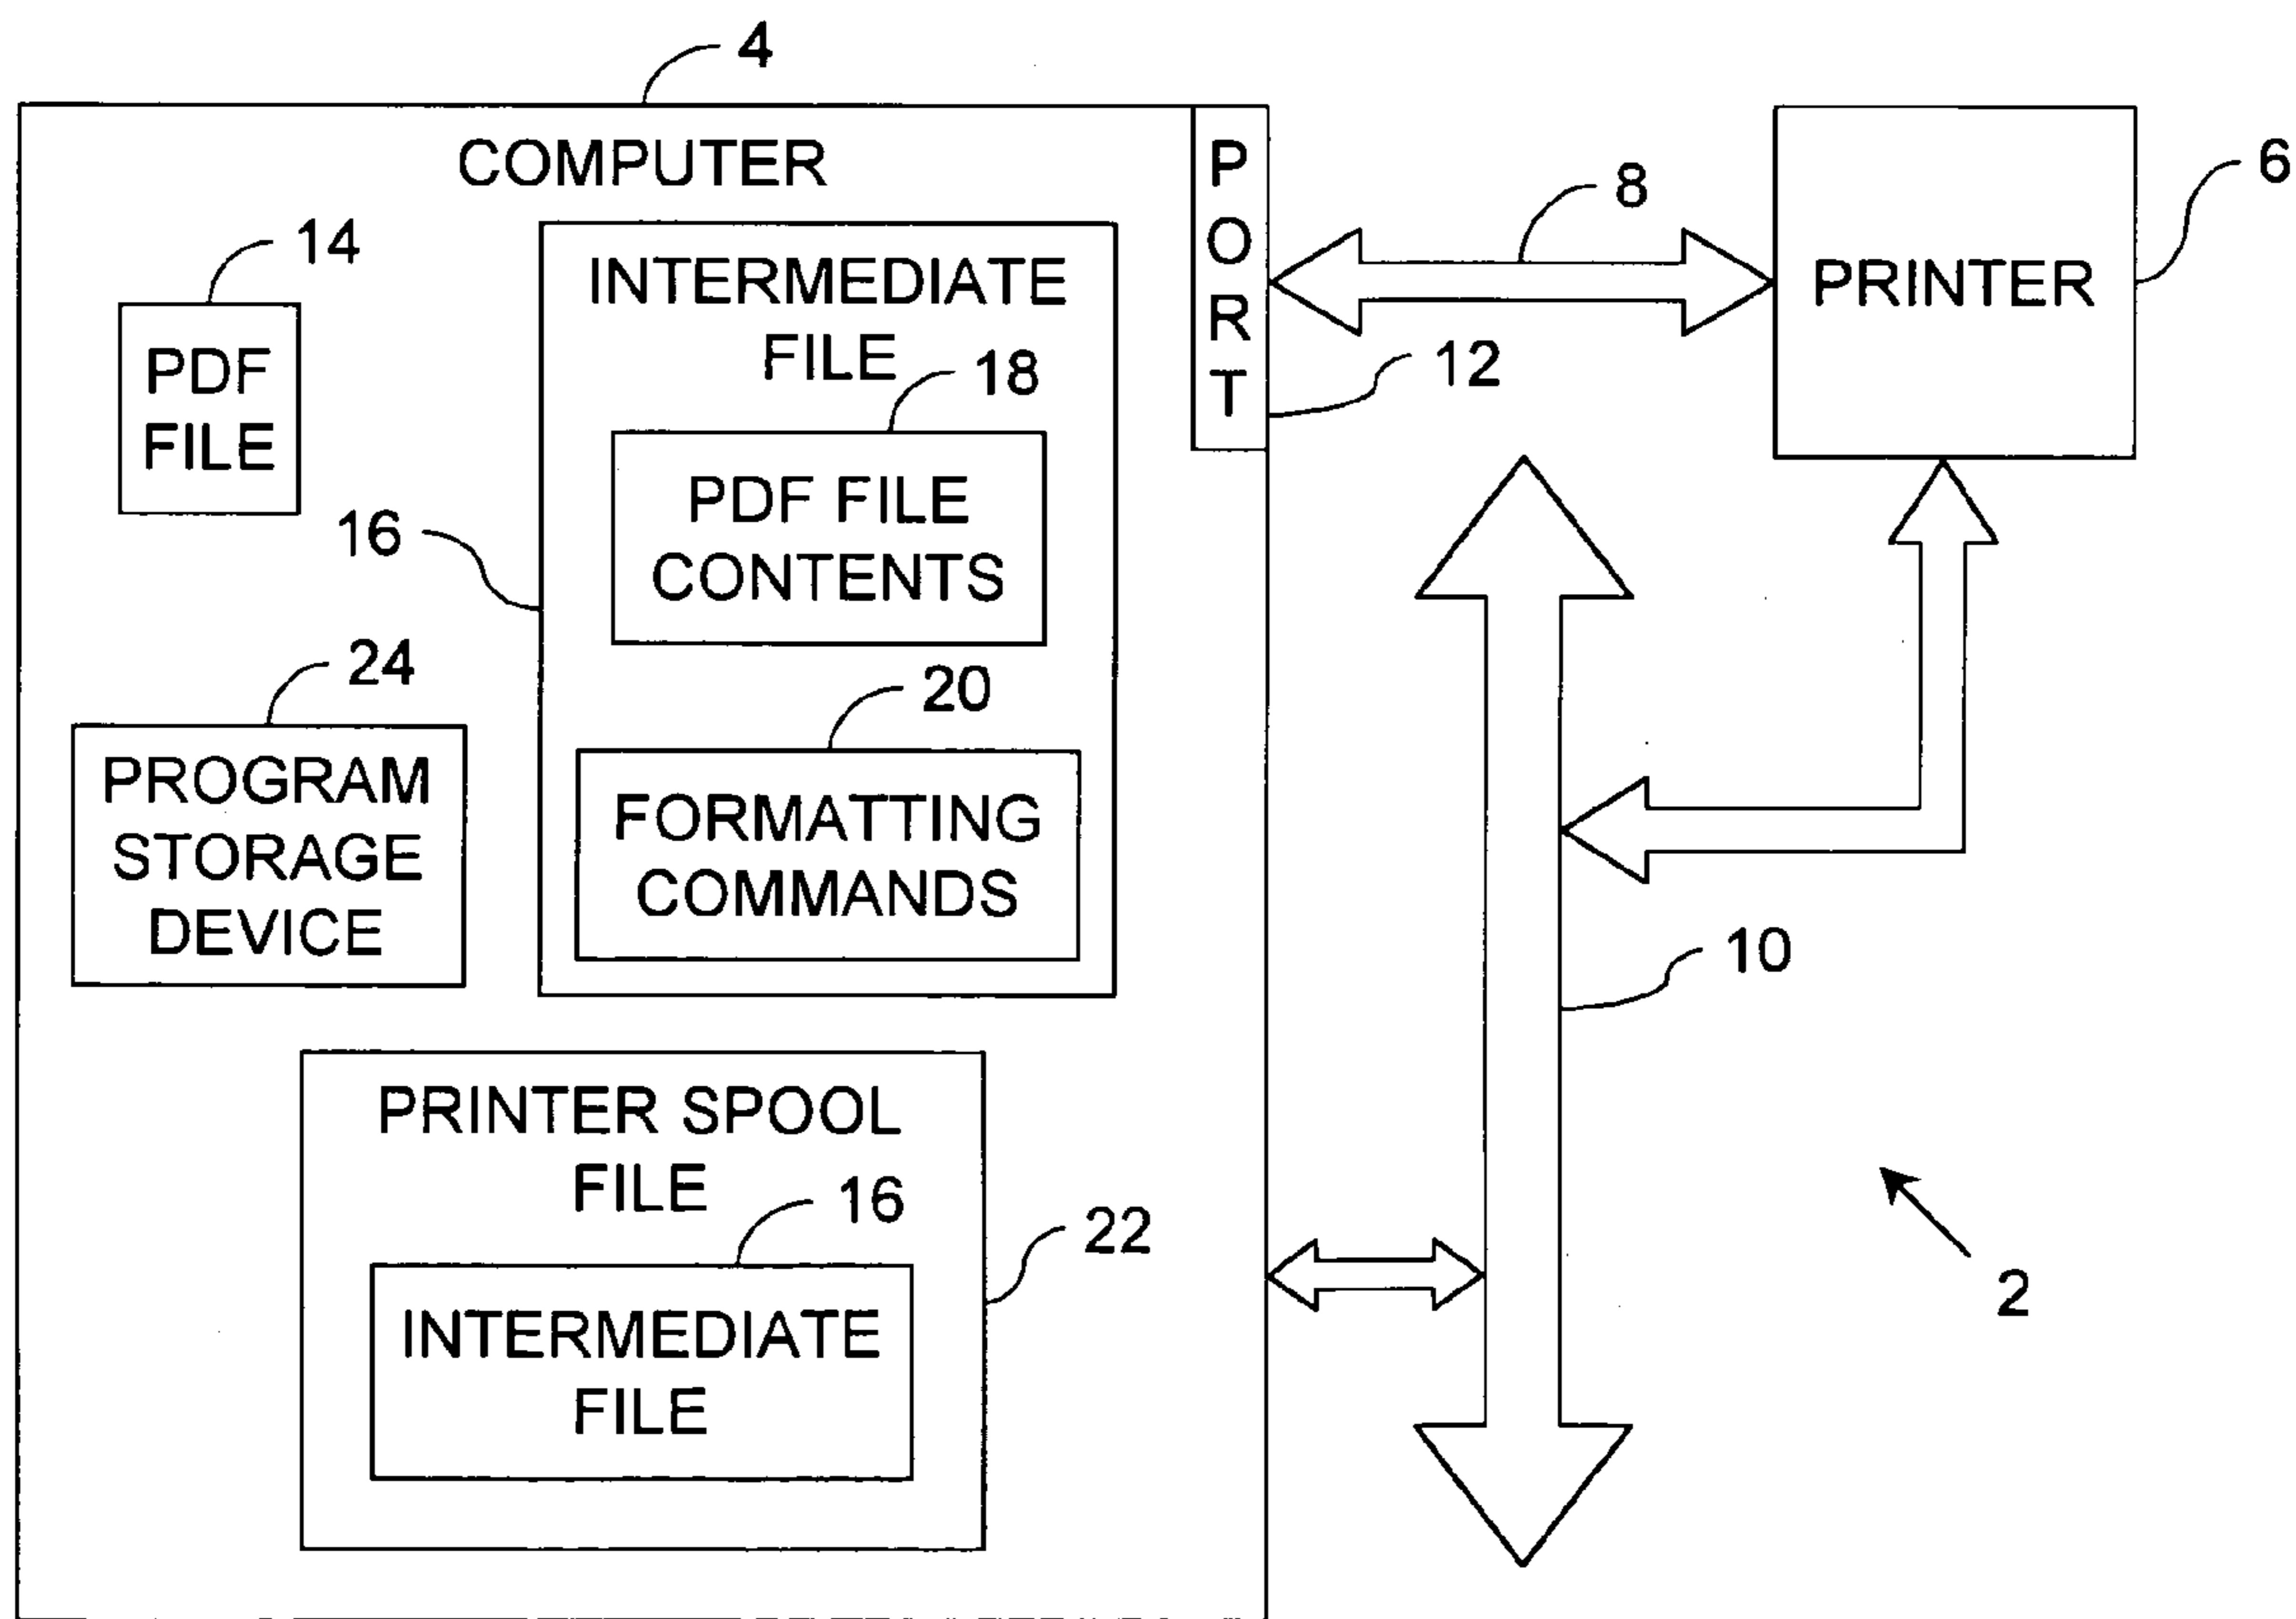 4
COMPUTER
PORT
8
6
PRINTER
12
14
PDF
FILE
INTERMEDIATE
FILE
18
PDF FILE
CONTENTS
16
24
PROGRAM
STORAGE
DEVICE
20
FORMATTING
COMMANDS
10
PRINTER SPOOL
FILE
16
INTERMEDIATE
FILE
22
2